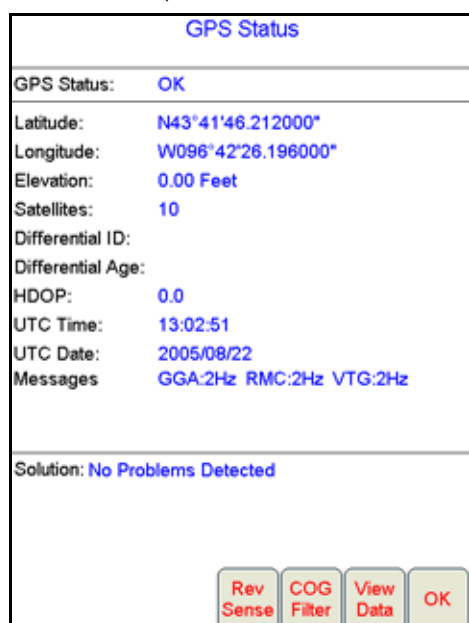 GPS Status
GPS Status: OK
Latitude: N43°41'46.212000"
Longitude: W096°42'26.196000"
Elevation: 0.00 Feet
Satellites: 10
Differential ID:
Differential Age:
HDOP: 0.0
UTC Time: 13:02:51
UTC Date: 2005/08/22
Messages GGA:2Hz RMC:2Hz VTG:2Hz
Solution: No Problems Detected
Rev Sense
COG Filter
View Data
OK